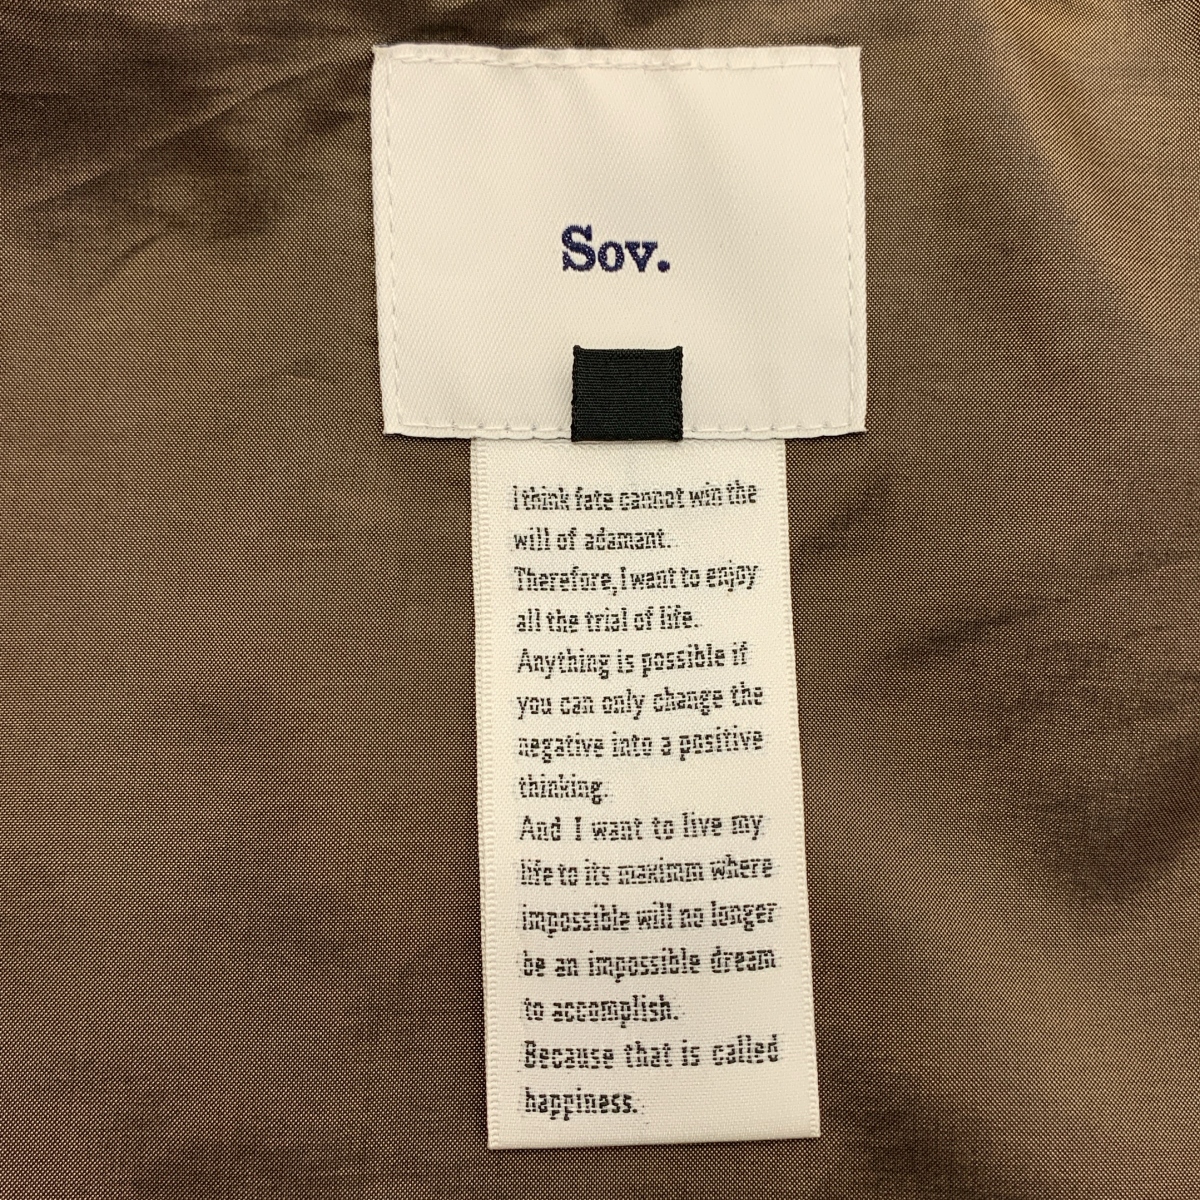 Sov.
I think fate cannot win the
will of adamant.
Therefore, I want to enjoy
all the trial of life.
Anything is possible if
you can only change the
negative into a positive
thinking.
And I want to live my
life to its maximm where
impossible will no longer
be an impossible dream
to accomplish.
Because that is called
happiness.